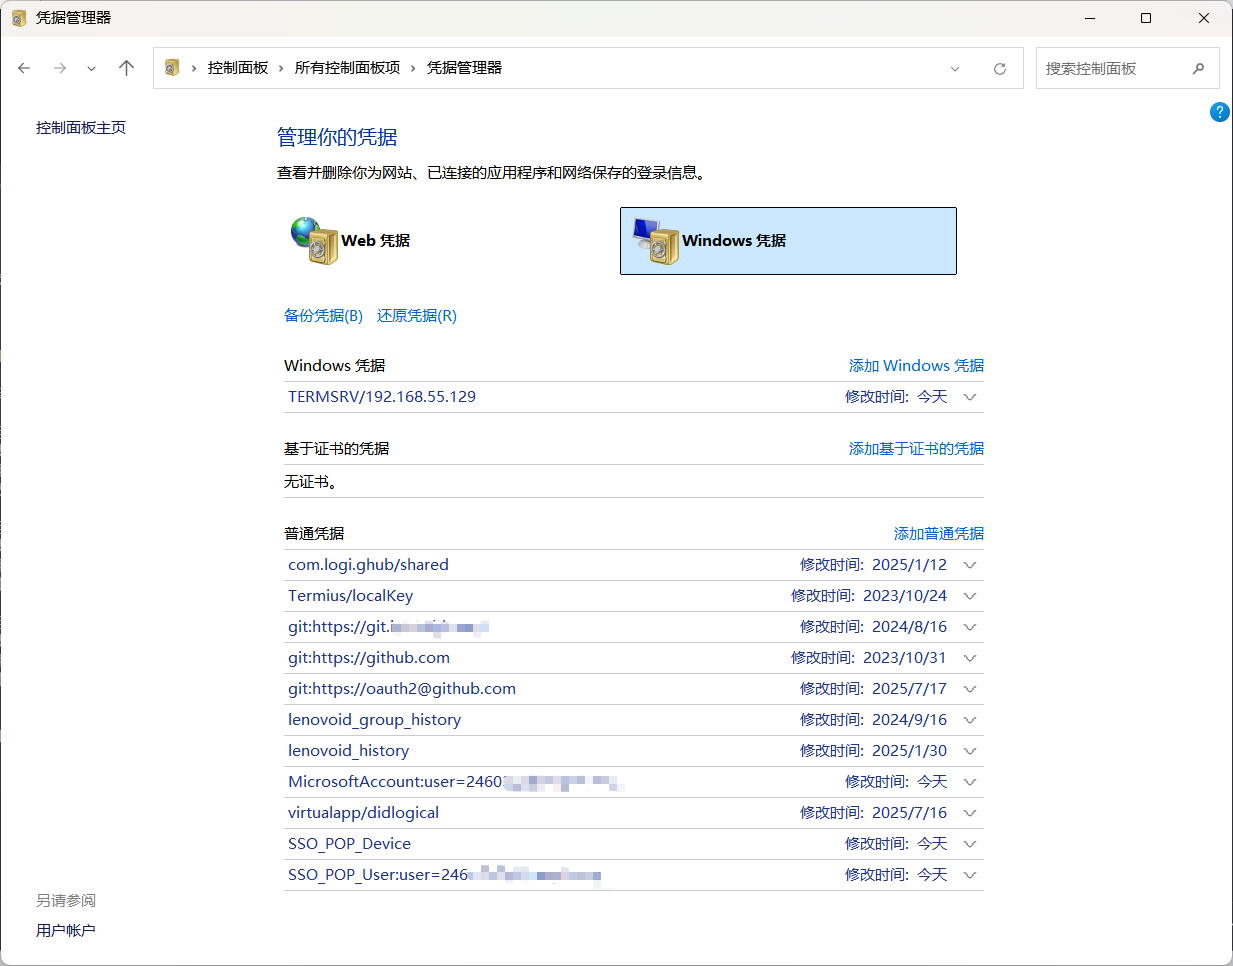 凭据管理器
控制面板 › 所有控制面板项 › 凭据管理器
搜索控制面板
控制面板主页
管理你的凭据
查看并删除你为网站、已连接的应用程序和网络保存的登录信息。
Web 凭据
Windows 凭据
备份凭据(B) 还原凭据(R)
Windows 凭据 添加 Windows 凭据
TERMSRV/192.168.55.129 修改时间: 今天
基于证书的凭据 添加基于证书的凭据
无证书。
普通凭据 添加普通凭据
com.logi.ghub/shared 修改时间: 2025/1/12
Termius/localKey 修改时间: 2023/10/24
git:https://git. 修改时间: 2024/8/16
git:https://github.com 修改时间: 2023/10/31
git:https://oauth2@github.com 修改时间: 2025/7/17
lenovoid_group_history 修改时间: 2024/9/16
lenovoid_history 修改时间: 2025/1/30
MicrosoftAccount:user=2460 修改时间: 今天
virtualapp/didlogical 修改时间: 2025/7/16
SSO_POP_Device 修改时间: 今天
SSO_POP_User:user=246 修改时间: 今天
另请参阅
用户帐户